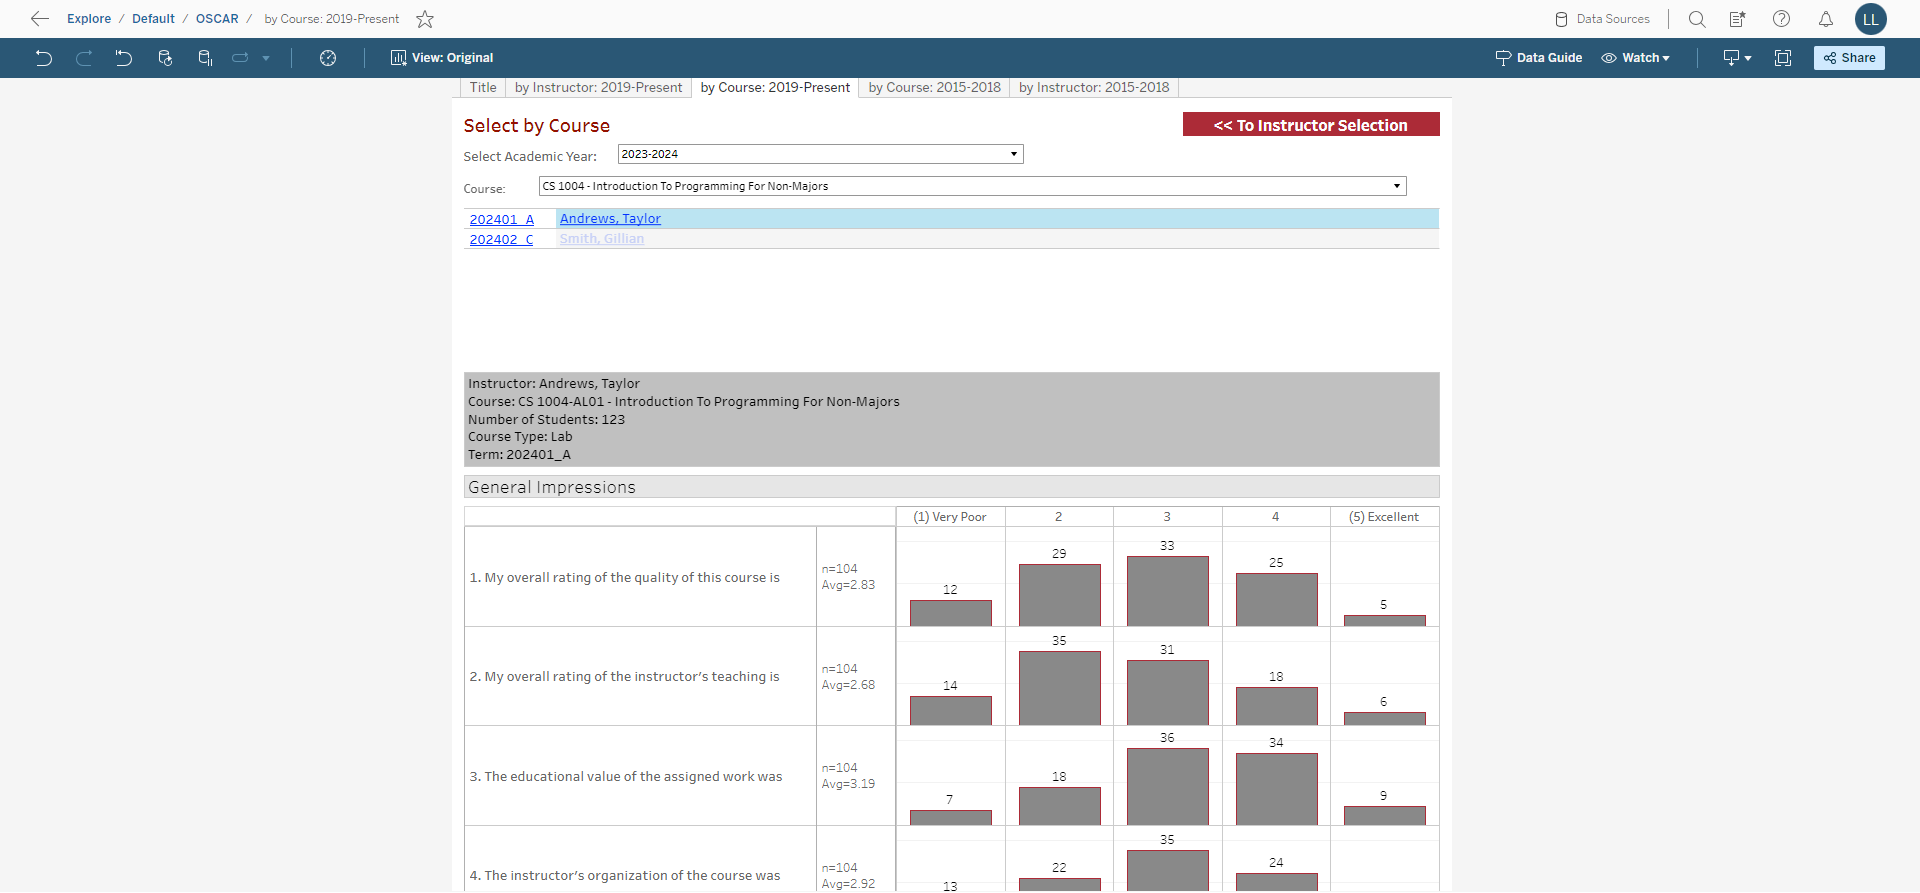 Explore / Default / OSCAR / by Course: 2019-Present
Data Sources
LL
View: Original
Data Guide
Watch
Share
Title
by Instructor: 2019-Present
by Course: 2019-Present
by Course: 2015-2018
by Instructor: 2015-2018
Select by Course
<< To Instructor Selection
Select Academic Year: 2023-2024
Course: CS 1004 - Introduction To Programming For Non-Majors
202401_A Andrews, Taylor
202402_C Smith, Gillian
Instructor: Andrews, Taylor
Course: CS 1004-AL01 - Introduction To Programming For Non-Majors
Number of Students: 123
Course Type: Lab
Term: 202401_A
General Impressions
(1) Very Poor 2 3 4 (5) Excellent
1. My overall rating of the quality of this course is
n=104
Avg=2.83
12 29 33 25 5
2. My overall rating of the instructor's teaching is
n=104
Avg=2.68
14 35 31 18 6
3. The educational value of the assigned work was
n=104
Avg=3.19
7 18 36 34 9
4. The instructor's organization of the course was
n=104
Avg=2.92
13 22 35 24